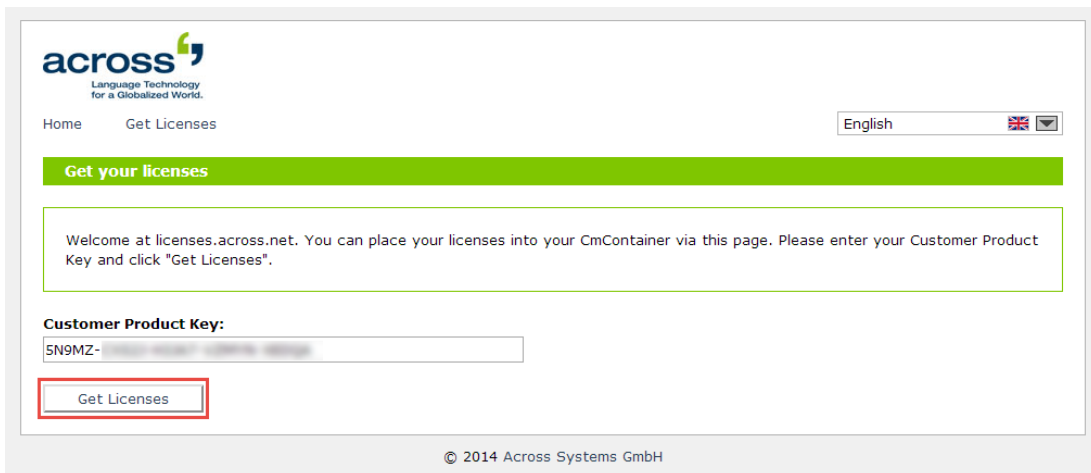 across
Language Technology
for a Globalized World.
Home Get Licenses English
Get your licenses
Welcome at licenses.across.net. You can place your licenses into your CmContainer via this page. Please enter your Customer Product
Key and click "Get Licenses".
Customer Product Key:
5N9MZ-
Get Licenses
© 2014 Across Systems GmbH